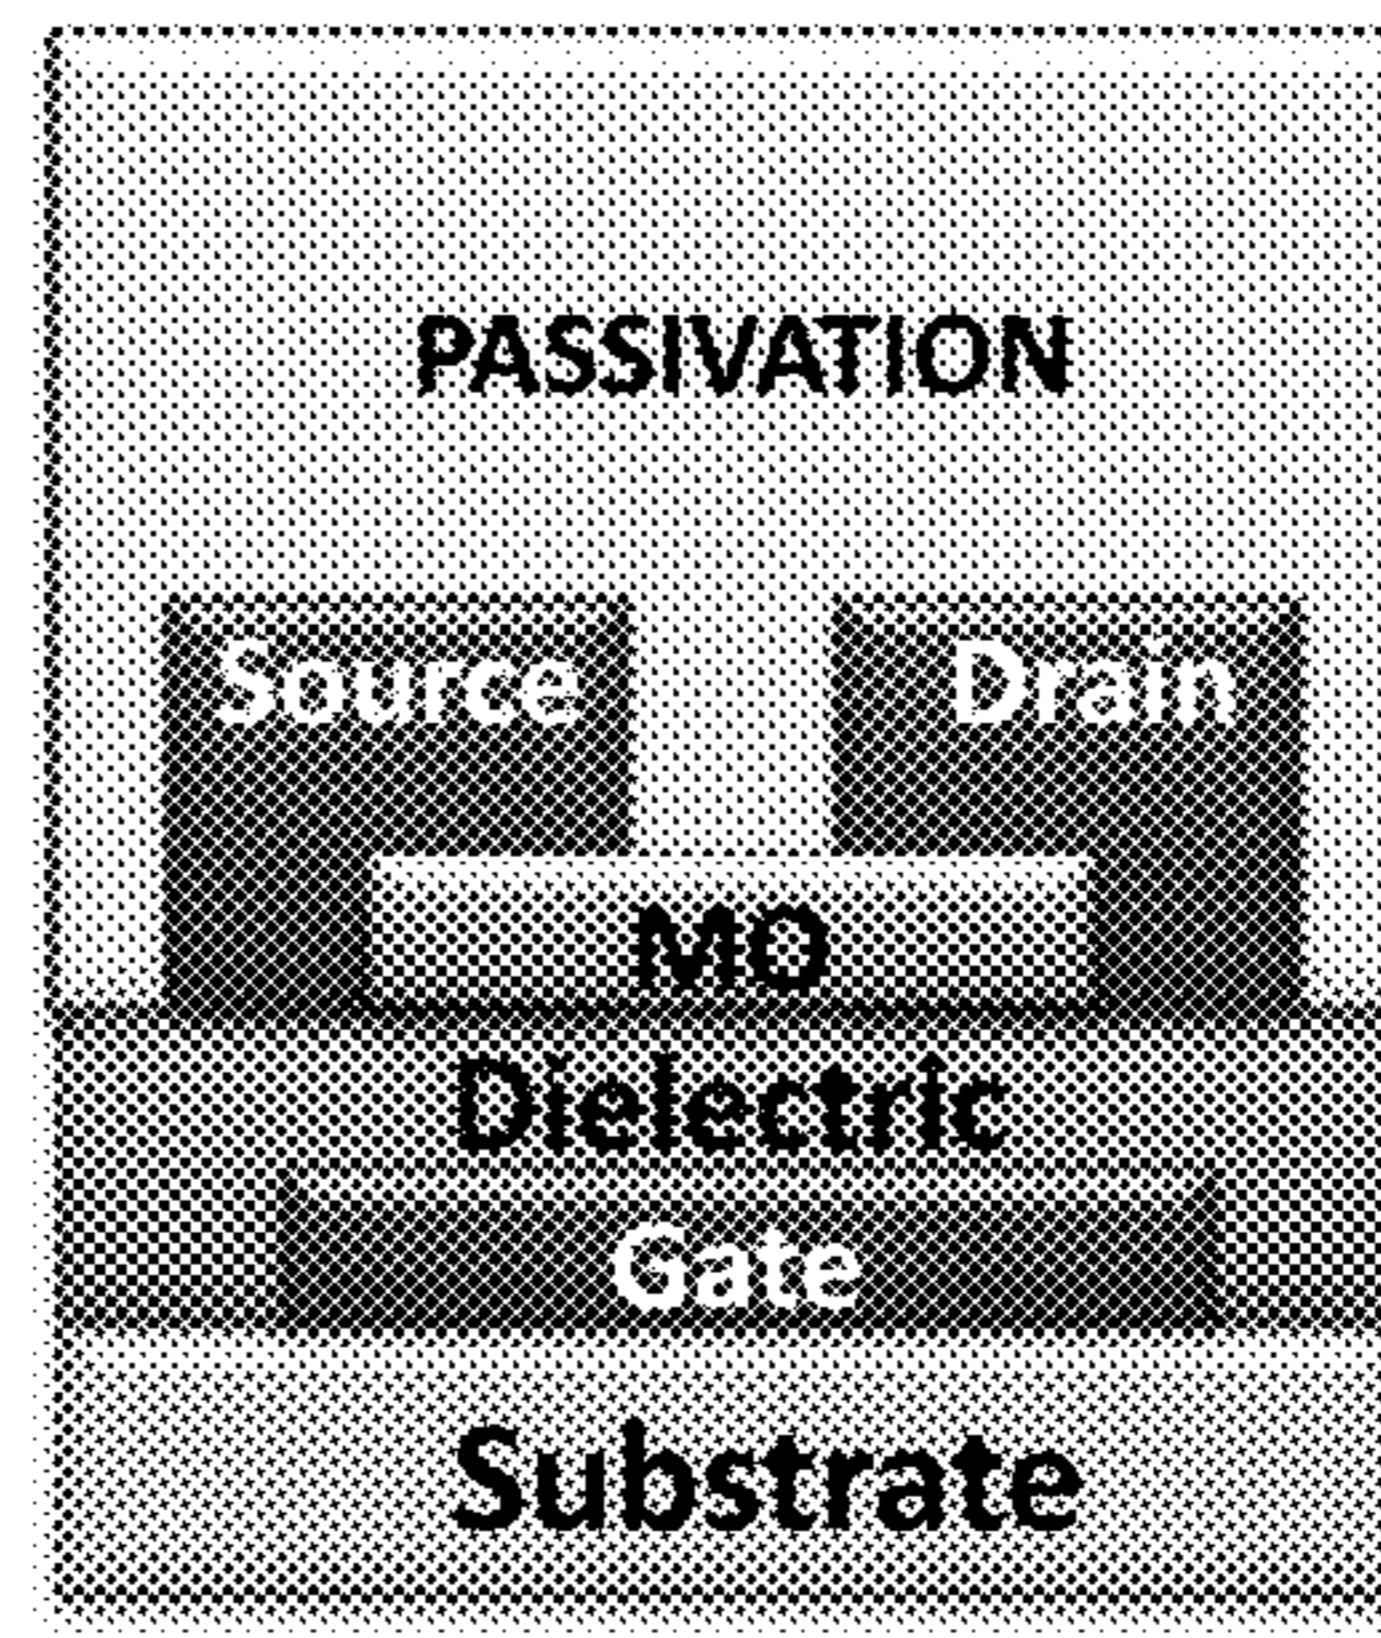 PASSIVATION
Source
Drain
MO
Dielectric
Gate
Substrate